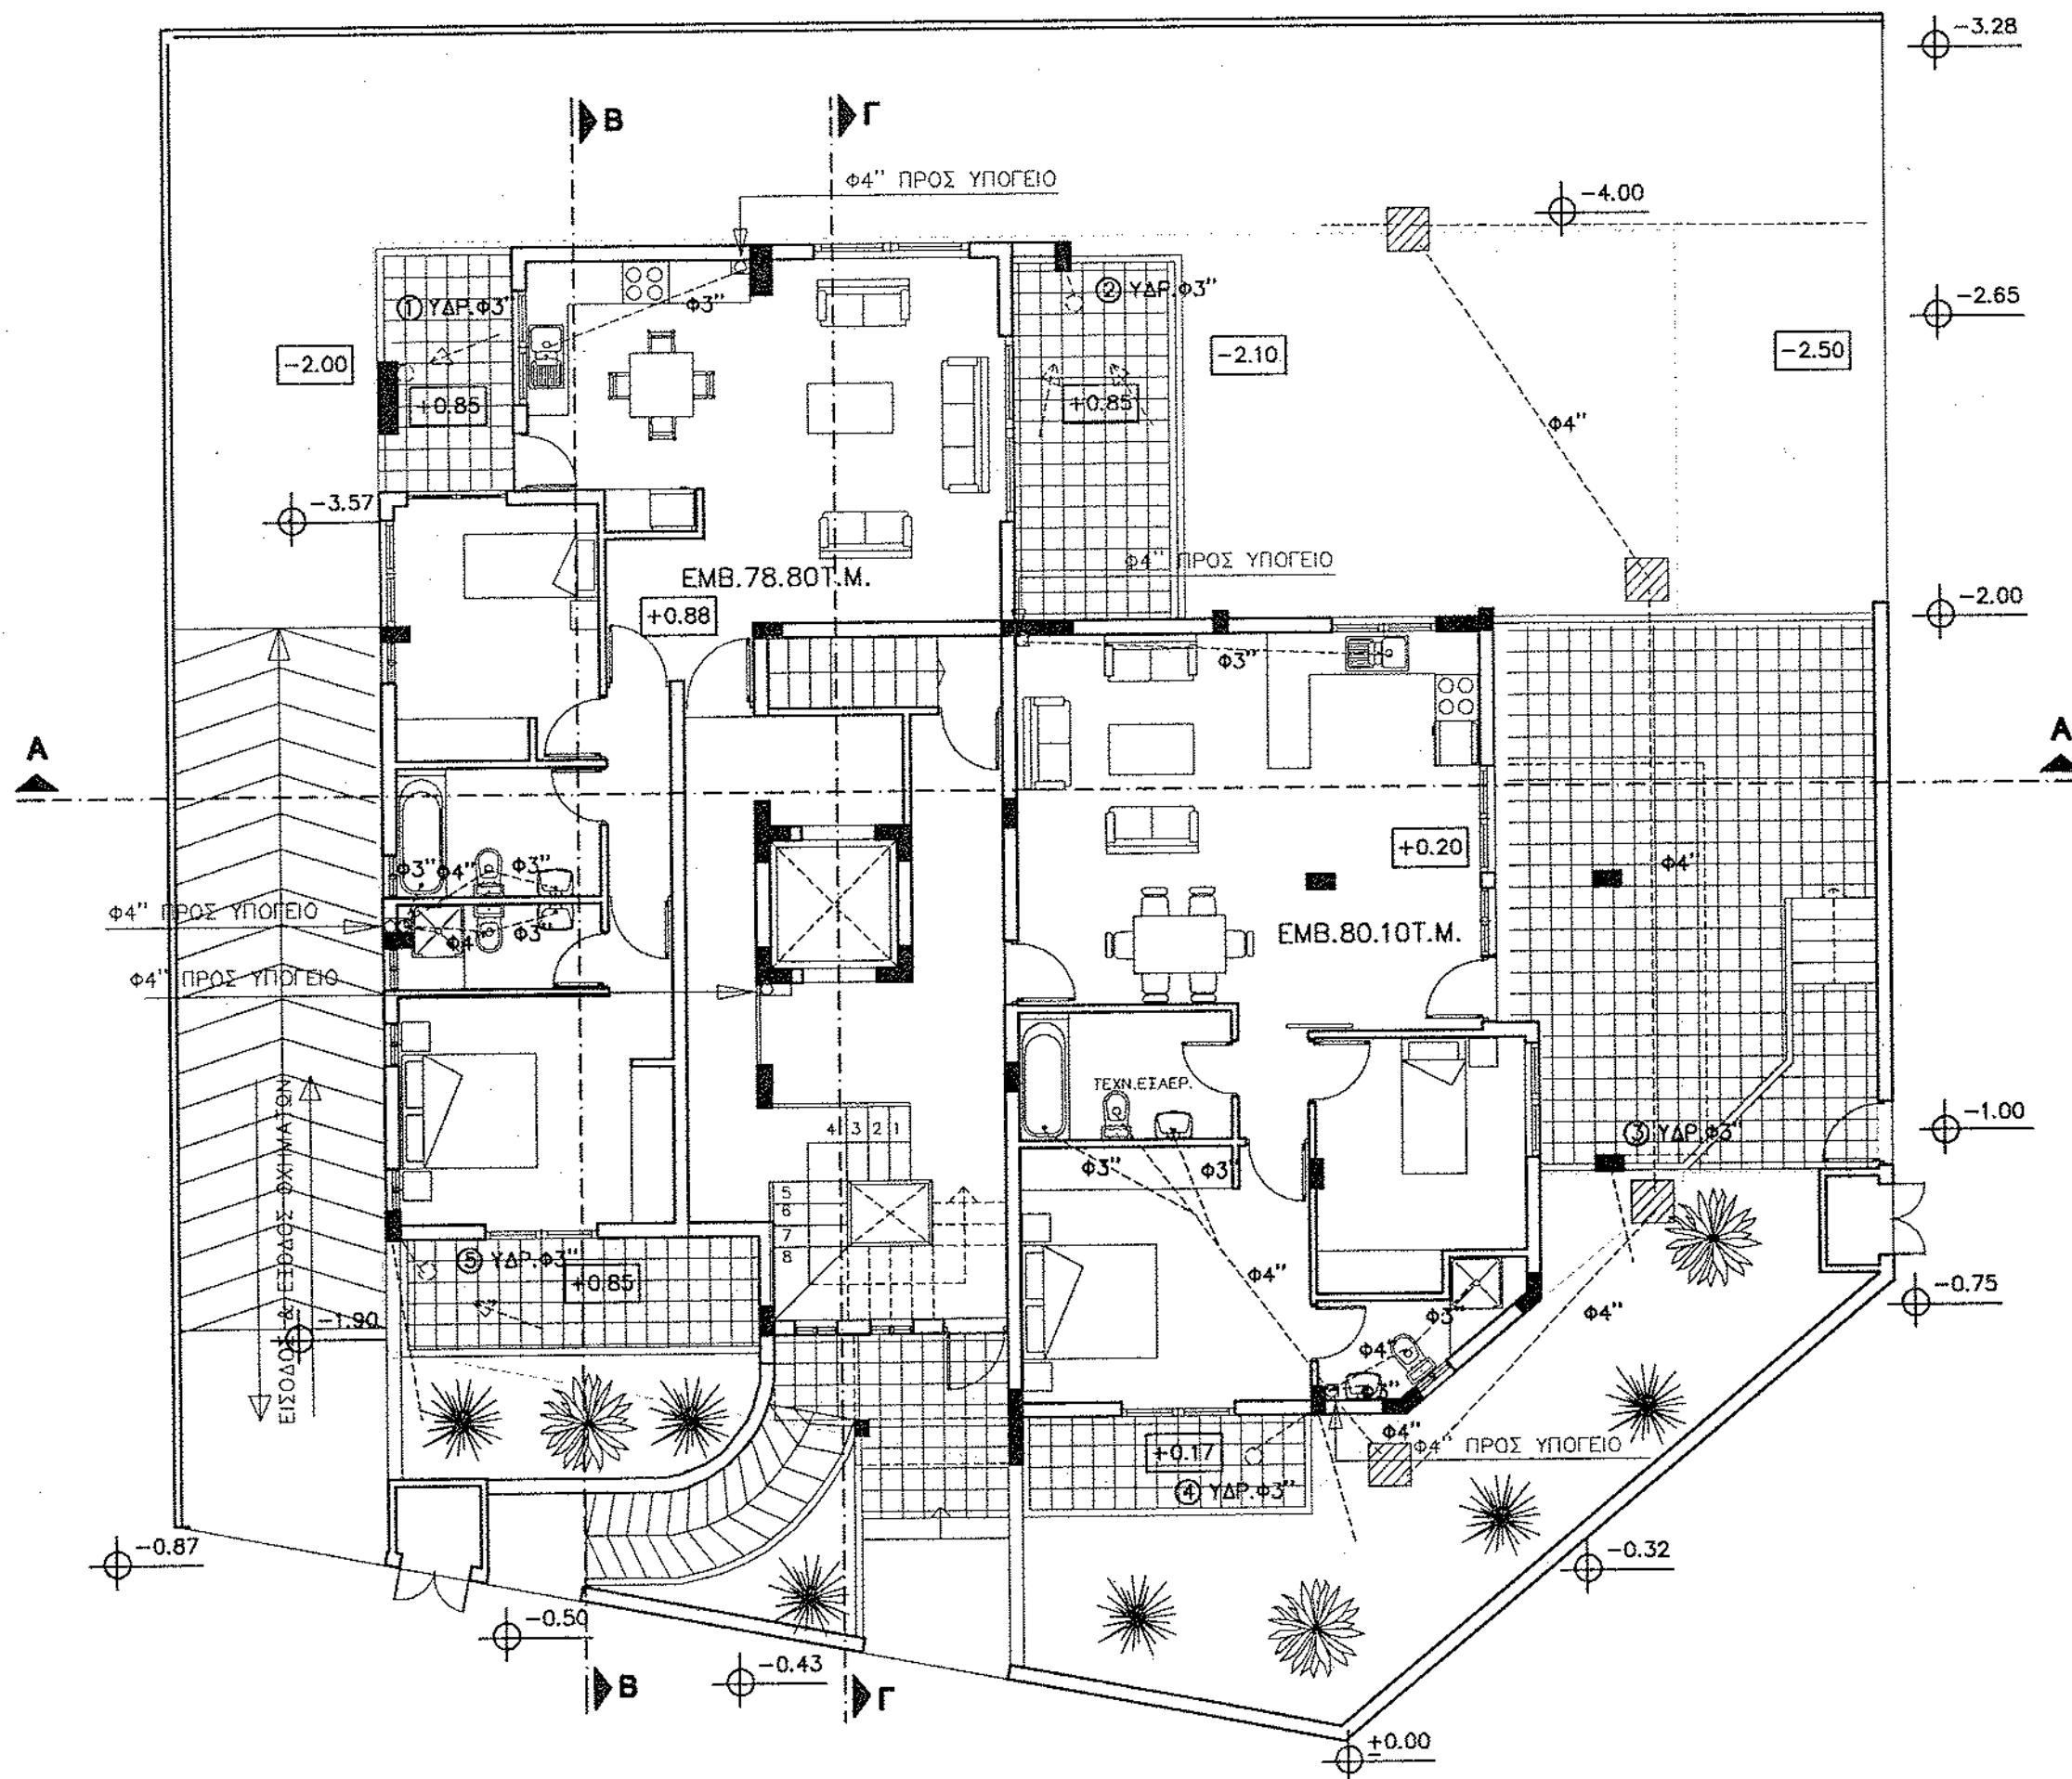 -3.28
B
Γ
Φ4'' ΠΡΟΣ ΥΠΟΓΕΙΟ
-4.00
① ΥΔΡ.Φ3''
Φ3''
② ΥΔΡ.Φ3''
-2.65
-2.00
-2.10
-2.50
+0.85
+0.85
Φ4''
-3.57
Φ4'' ΠΡΟΣ ΥΠΟΓΕΙΟ
ΕΜΒ.78.80Τ.Μ.
+0.88
-2.00
Φ3''
A
A
+0.20
Φ3''
Φ4''
Φ3''
Φ4''
Φ4'' ΠΡΟΣ ΥΠΟΓΕΙΟ
Φ4''
Φ3''
ΕΜΒ.80.10Τ.Μ.
Φ4'' ΠΡΟΣ ΥΠΟΓΕΙΟ
ΤΕΧΝ.ΕΞΑΕΡ.
ΕΙΣΟΔΟΣ & ΕΞΟΔΟΣ ΟΧΗΜΑΤΩΝ
4 3 2 1
③ ΥΔΡ.Φ3''
-1.00
Φ3''
Φ3''
5
6
7
8
⑤ ΥΔΡ.Φ3''
+0.85
Φ4''
-1.90
Φ3''
Φ4''
-0.75
Φ4''
Φ3''
Φ4''
+0.17
Φ4'' ΠΡΟΣ ΥΠΟΓΕΙΟ
④ ΥΔΡ.Φ3''
-0.87
-0.32
-0.50
-0.43
B
Γ
±0.00